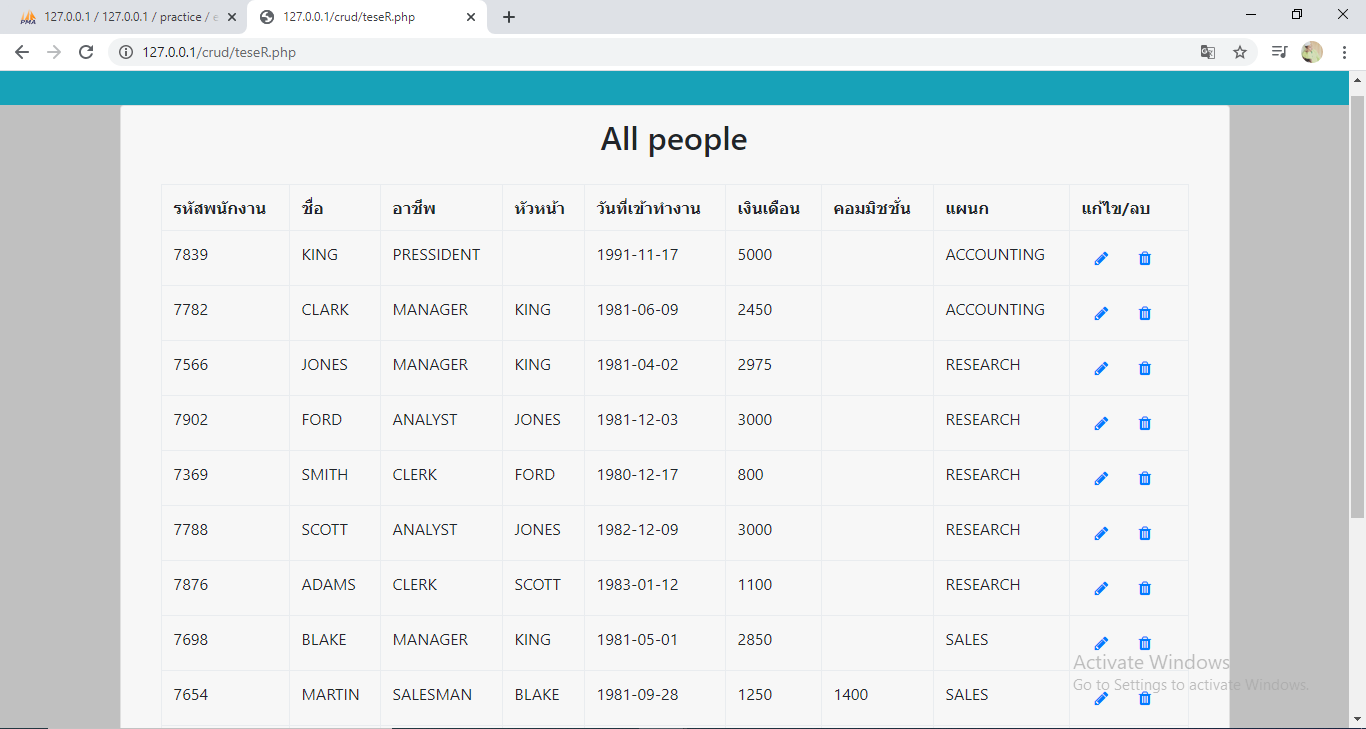 127.0.0.1 / 127.0.0.1 / practice / e
127.0.0.1/crud/teseR.php
127.0.0.1/crud/teseR.php
All people
รหัสพนักงาน ชื่อ อาชีพ หัวหน้า วันที่เข้าทำงาน เงินเดือน คอมมิชชั่น แผนก แก้ไข/ลบ
7839 KING PRESSIDENT 1991-11-17 5000 ACCOUNTING
7782 CLARK MANAGER KING 1981-06-09 2450 ACCOUNTING
7566 JONES MANAGER KING 1981-04-02 2975 RESEARCH
7902 FORD ANALYST JONES 1981-12-03 3000 RESEARCH
7369 SMITH CLERK FORD 1980-12-17 800 RESEARCH
7788 SCOTT ANALYST JONES 1982-12-09 3000 RESEARCH
7876 ADAMS CLERK SCOTT 1983-01-12 1100 RESEARCH
7698 BLAKE MANAGER KING 1981-05-01 2850 SALES
7654 MARTIN SALESMAN BLAKE 1981-09-28 1250 1400 SALES
Activate Windows
Go to Settings to activate Windows.